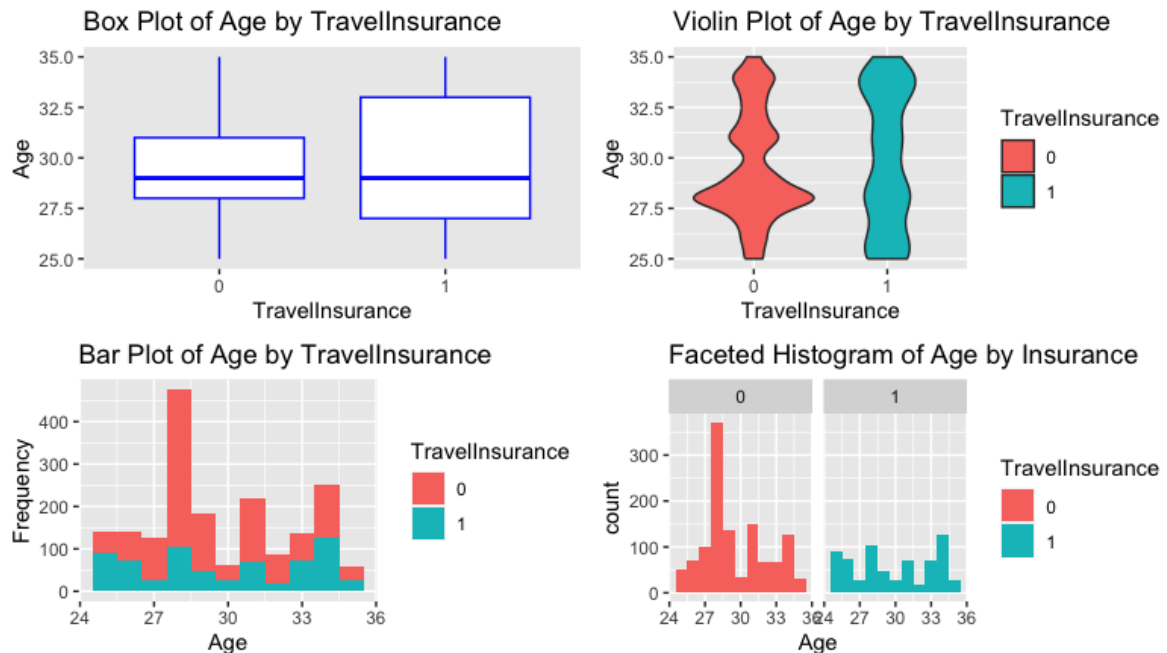 Box Plot of Age by TravelInsurance
35.0
32.5
30.0
27.5
25.0
Age
0 1
TravelInsurance
Violin Plot of Age by TravelInsurance
35.0
32.5
30.0
27.5
25.0
Age
0 1
TravelInsurance
TravelInsurance
0
1
Bar Plot of Age by TravelInsurance
400
300
200
100
0
Frequency
24 27 30 33 36
Age
TravelInsurance
0
1
Faceted Histogram of Age by Insurance
0 1
300
200
100
0
count
24 27 30 33 36
24 27 30 33 36
Age
TravelInsurance
0
1